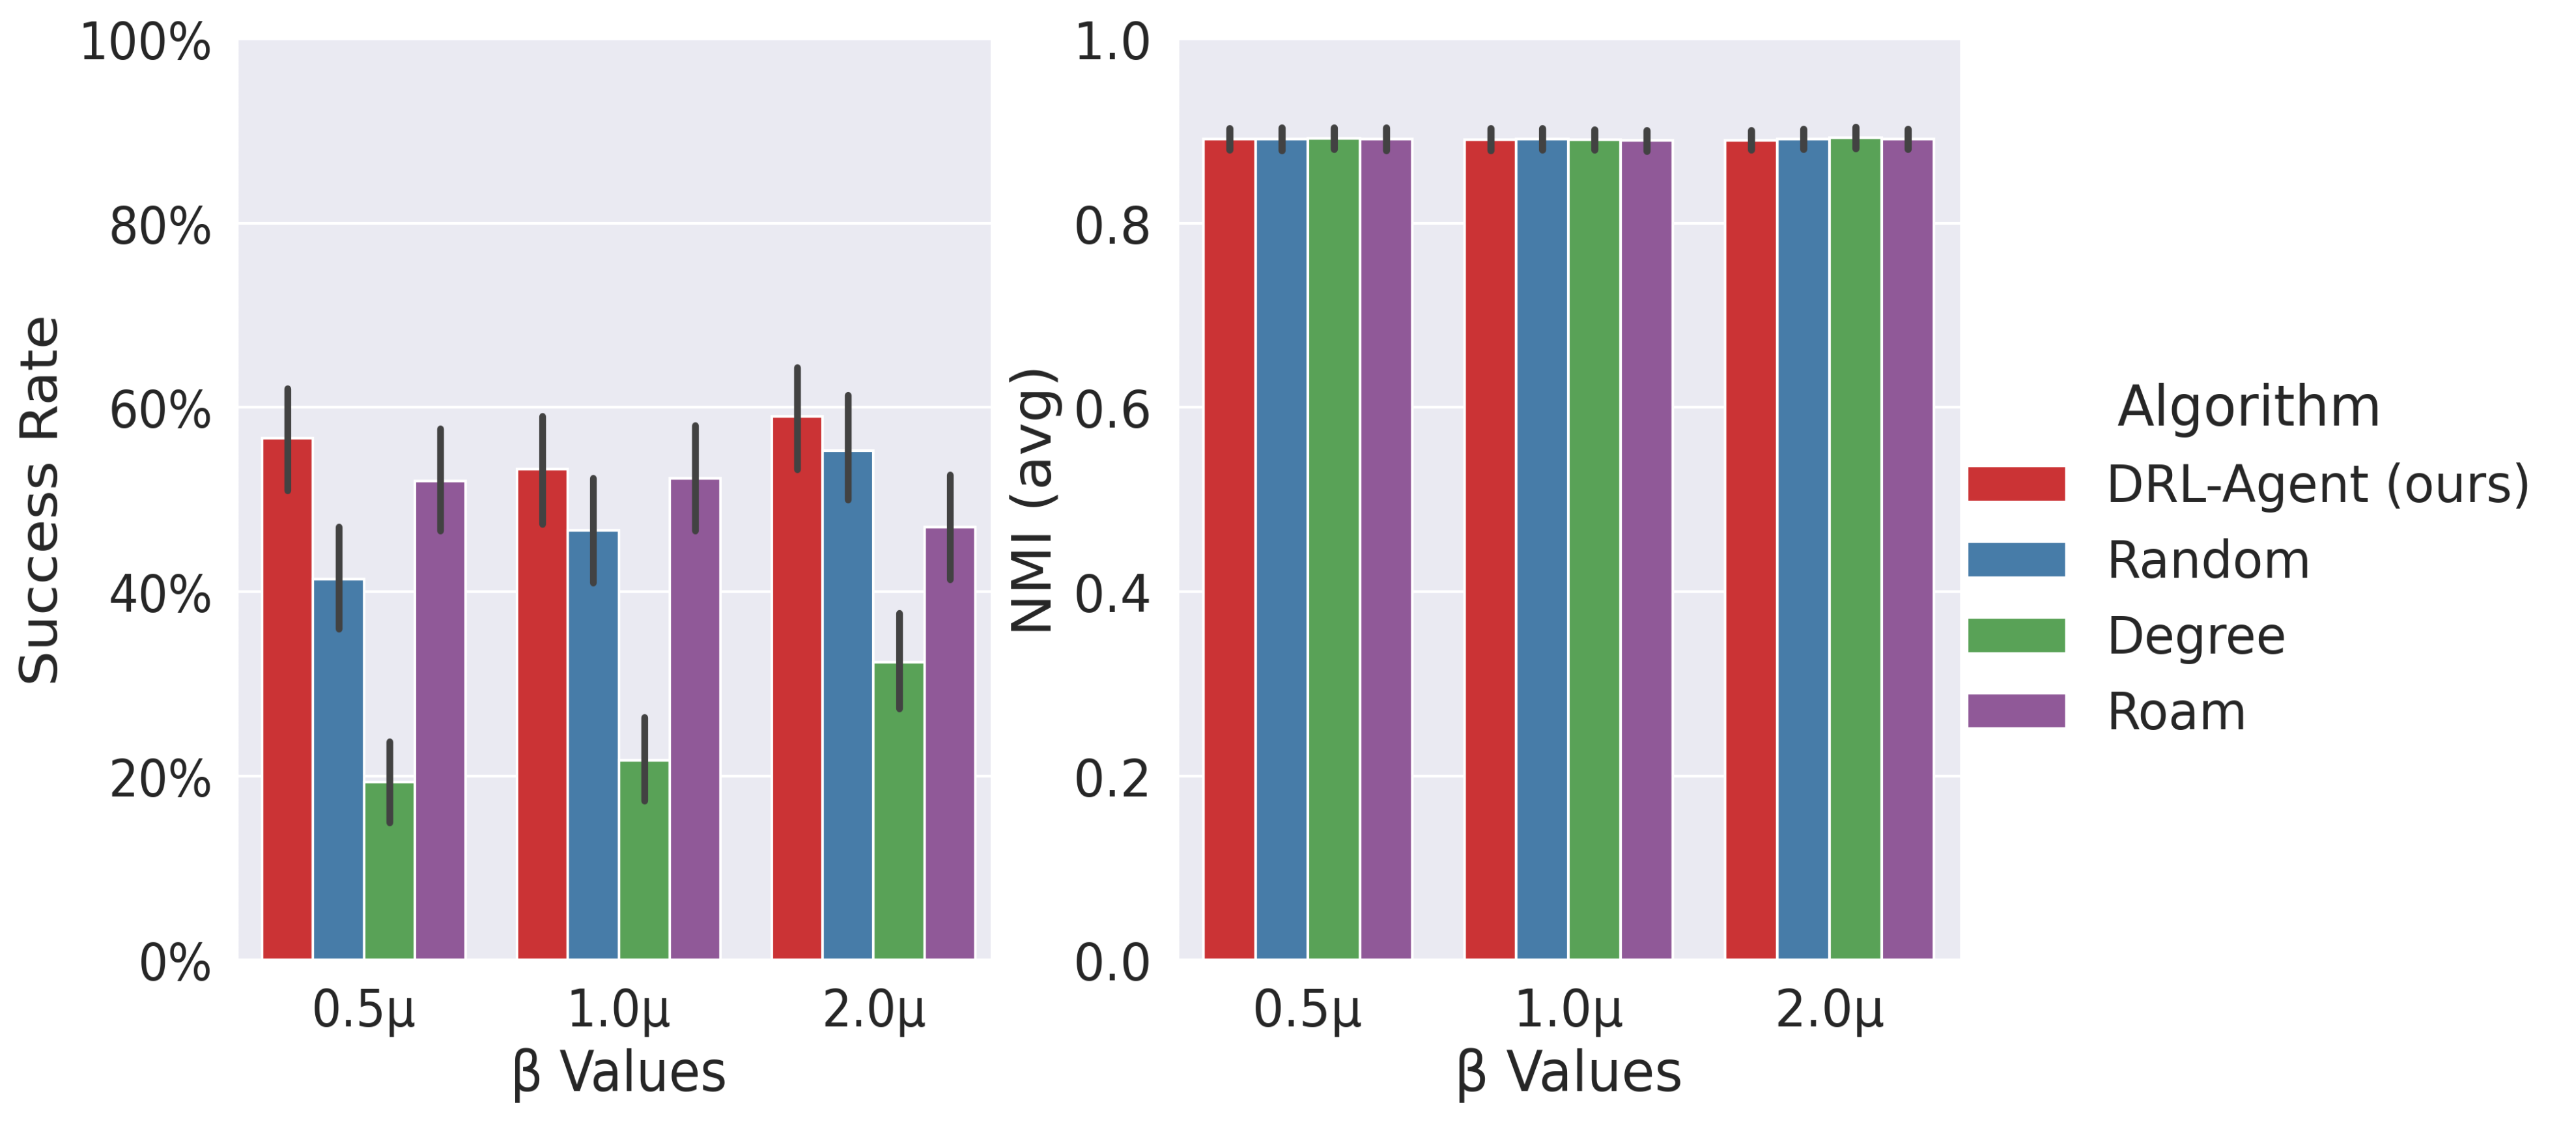 100%
80%
60%
40%
20%
0%
Success Rate
0.5μ 1.0μ 2.0μ
β Values
1.0
0.8
0.6
0.4
0.2
0.0
NMI (avg)
0.5μ 1.0μ 2.0μ
β Values
Algorithm
DRL-Agent (ours)
Random
Degree
Roam